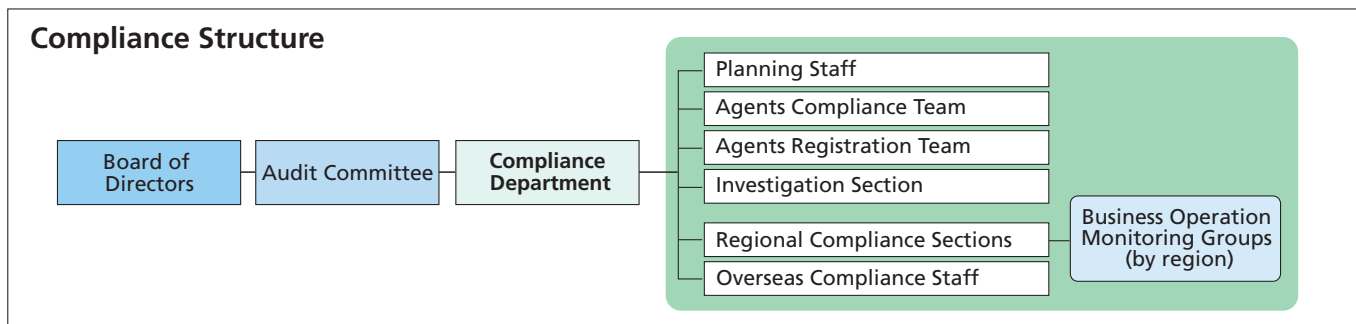 Compliance Structure
Board of
Directors
Audit Committee
Compliance
Department
Planning Staff
Agents Compliance Team
Agents Registration Team
Investigation Section
Regional Compliance Sections
Overseas Compliance Staff
Business Operation
Monitoring Groups
(by region)